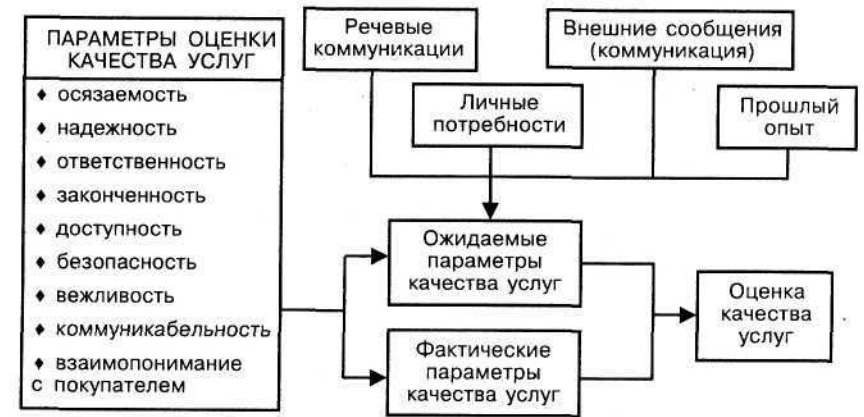 ПАРАМЕТРЫ ОЦЕНКИ
КАЧЕСТВА УСЛУГ
♦ осязаемость
♦ надежность
♦ ответственность
♦ законченность
♦ доступность
♦ безопасность
♦ вежливость
♦ коммуникабельность
♦ взаимопонимание
с покупателем
Речевые
коммуникации
Внешние сообщения
(коммуникация)
Личные
потребности
Прошлый
опыт
Ожидаемые
параметры
качества услуг
Фактические
параметры
качества услуг
Оценка
качества
услуг